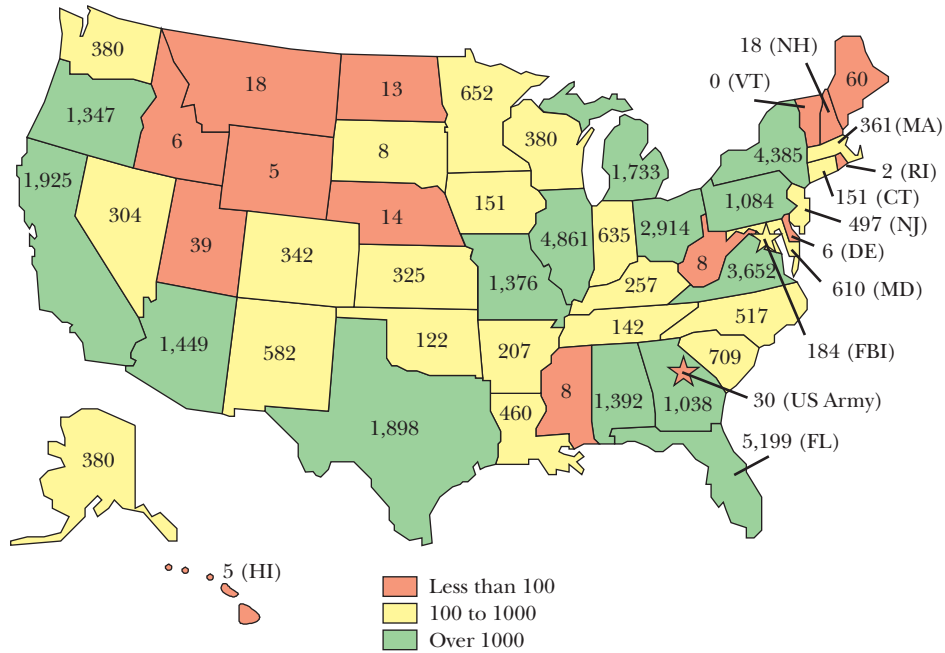 18 (NH)
380
0 (VT)
60
18
13
652
1,347
361(MA)
380
6
8
4,385
1,733
2 (RI)
5
1,925
151 (CT)
1,084
304
14
151
497 (NJ)
39
4,861
635
2,914
6 (DE)
342
8
3,652
325
1,376
257
610 (MD)
517
142
1,449
122
582
207
709
184 (FBI)
8
1,392
1,038
30 (US Army)
460
1,898
5,199 (FL)
380
5 (HI)
Less than 100
100 to 1000
Over 1000